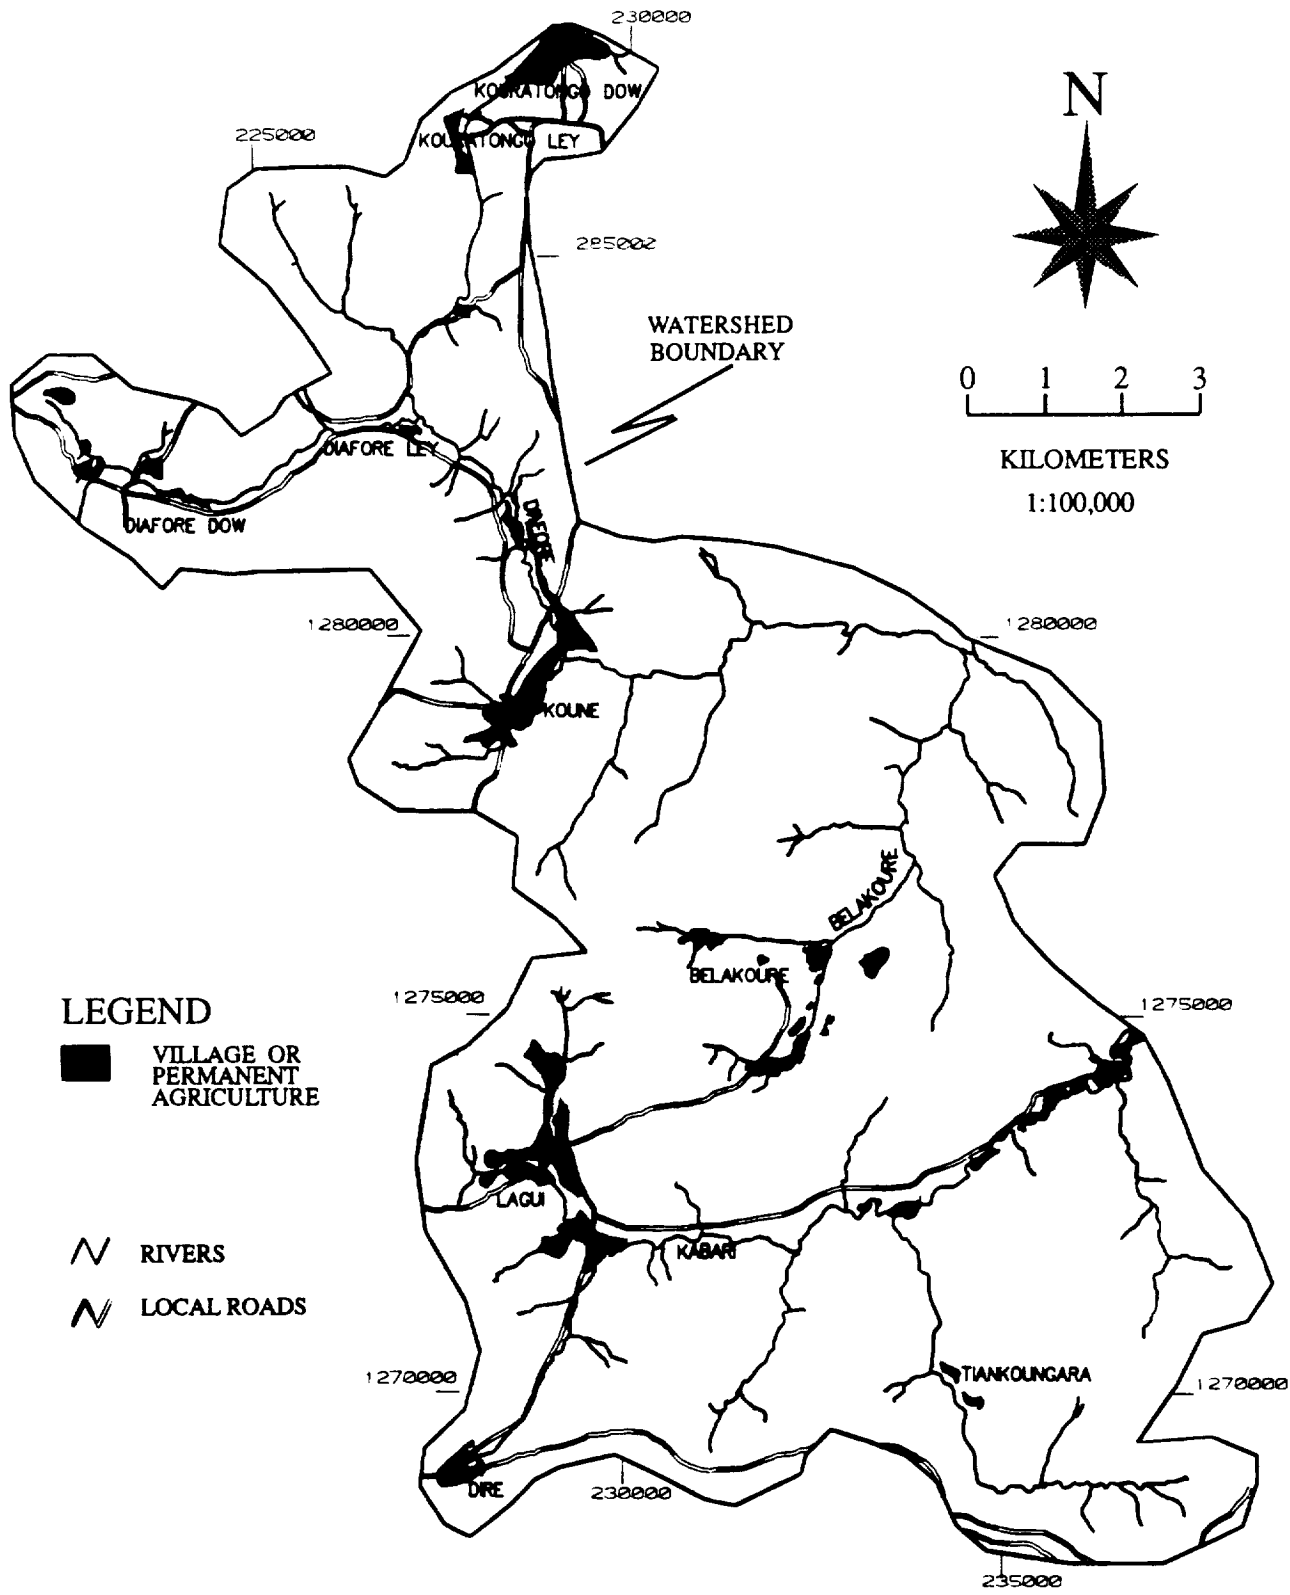 230000
KOURATONGO DOW
225000
KOURATONGO LEY
N
285002
WATERSHED
BOUNDARY
0 1 2 3
KILOMETERS
1:100,000
DIAFORE LEY
DIAFORE DOW
DIAFORE
1280000
1280000
KOUNE
BELAKOURE
BELAKOURE
1275000
1275000
LEGEND
VILLAGE OR
PERMANENT
AGRICULTURE
LAGUI
KABARI
RIVERS
LOCAL ROADS
1270000
TIANKOUNGARA
1270000
DIRE
230000
235000